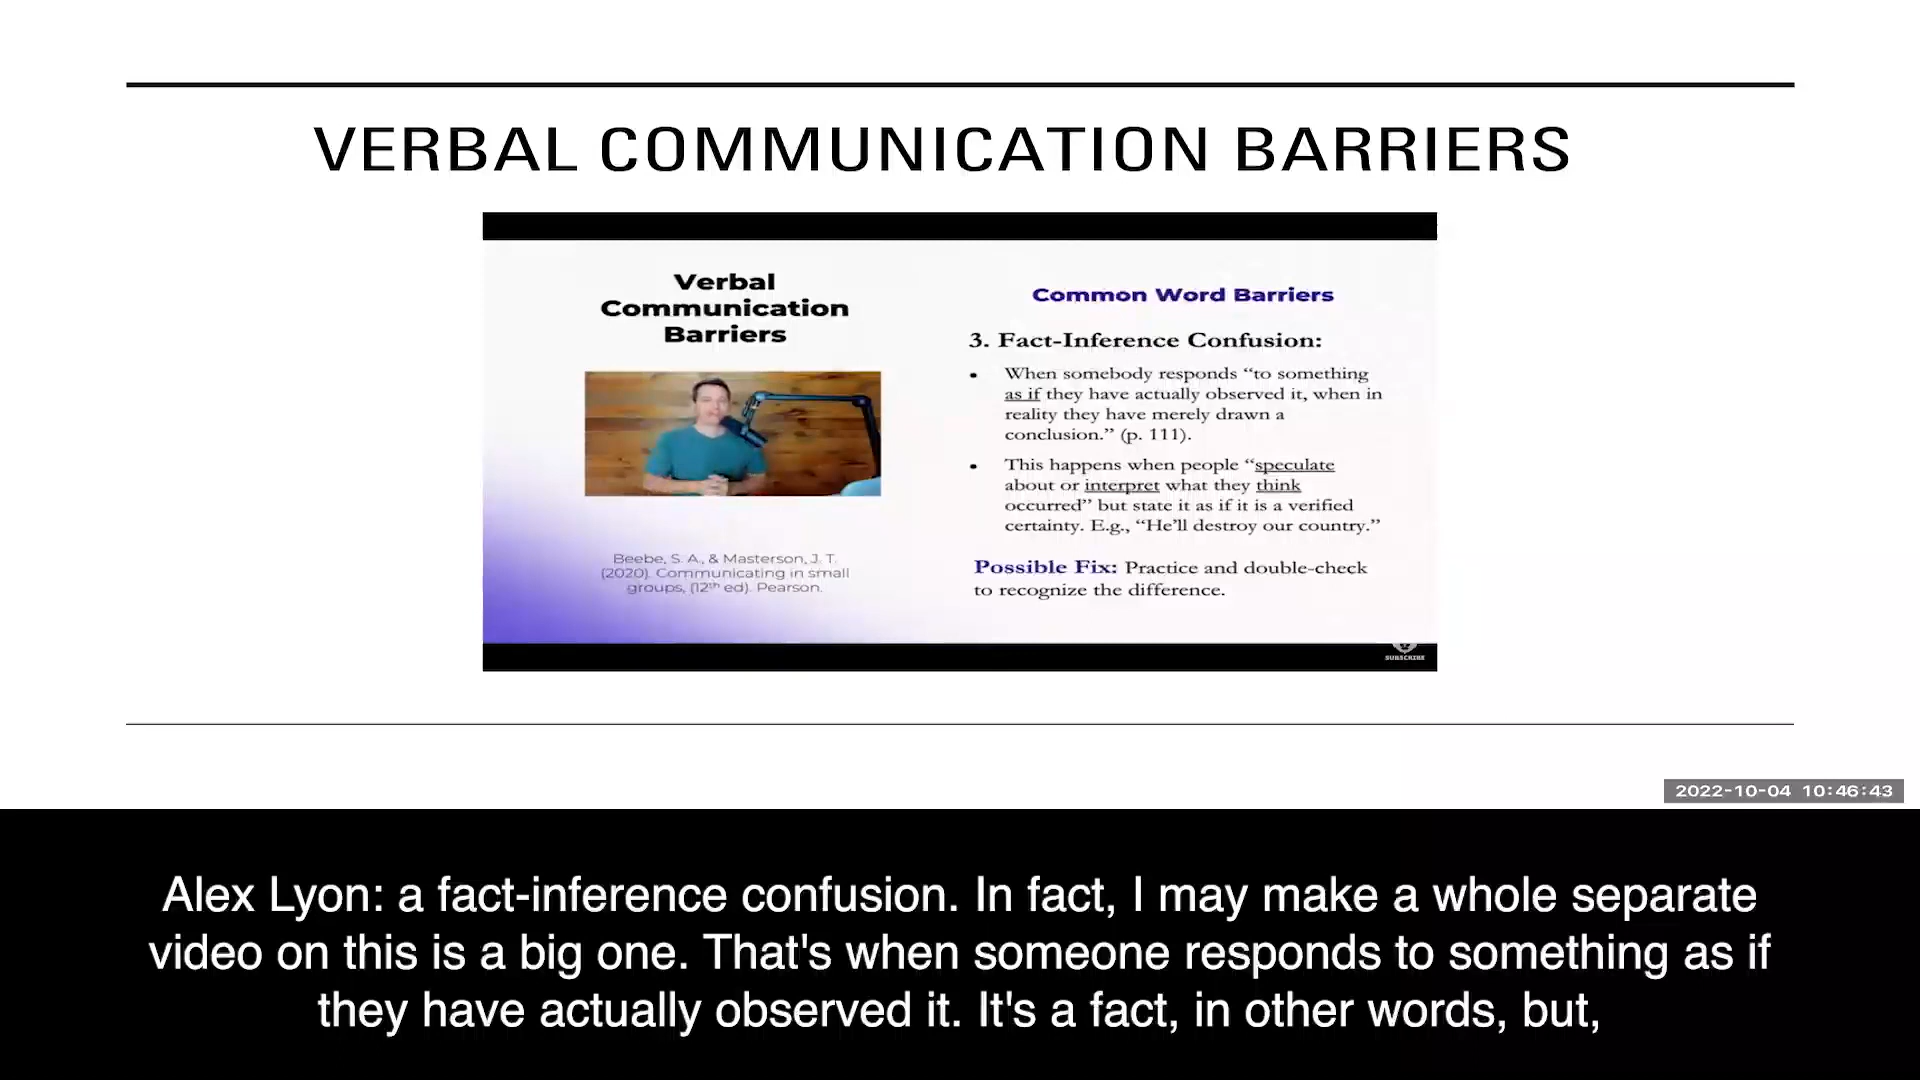 VERBAL COMMUNICATION BARRIERS
Verbal
Communication
Barriers
Beebe, S. A., & Masterson, J. T.
(2020). Communicating in small
groups, (12th ed). Pearson.
Common Word Barriers
3. Fact-Inference Confusion:
• When somebody responds “to something
as if they have actually observed it, when in
reality they have merely drawn a
conclusion.” (p. 111).
• This happens when people “speculate
about or interpret what they think
occurred” but state it as if it is a verified
certainty. E.g., “He’ll destroy our country.”
Possible Fix: Practice and double-check
to recognize the difference.
SUBSCRIBE
2022-10-04 10:46:43
Alex Lyon: a fact-inference confusion. In fact, I may make a whole separate
video on this is a big one. That's when someone responds to something as if
they have actually observed it. It's a fact, in other words, but,